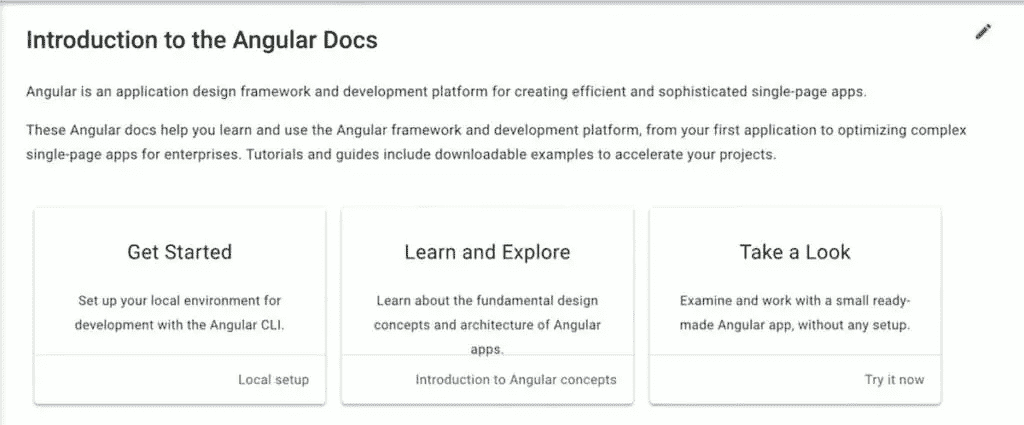 Introduction to the Angular Docs
Angular is an application design framework and development platform for creating efficient and sophisticated single-page apps.
These Angular docs help you learn and use the Angular framework and development platform, from your first application to optimizing complex
single-page apps for enterprises. Tutorials and guides include downloadable examples to accelerate your projects.
Get Started
Set up your local environment for
development with the Angular CLI.
Local setup
Learn and Explore
Learn about the fundamental design
concepts and architecture of Angular
apps.
Introduction to Angular concepts
Take a Look
Examine and work with a small ready-
made Angular app, without any setup.
Try it now